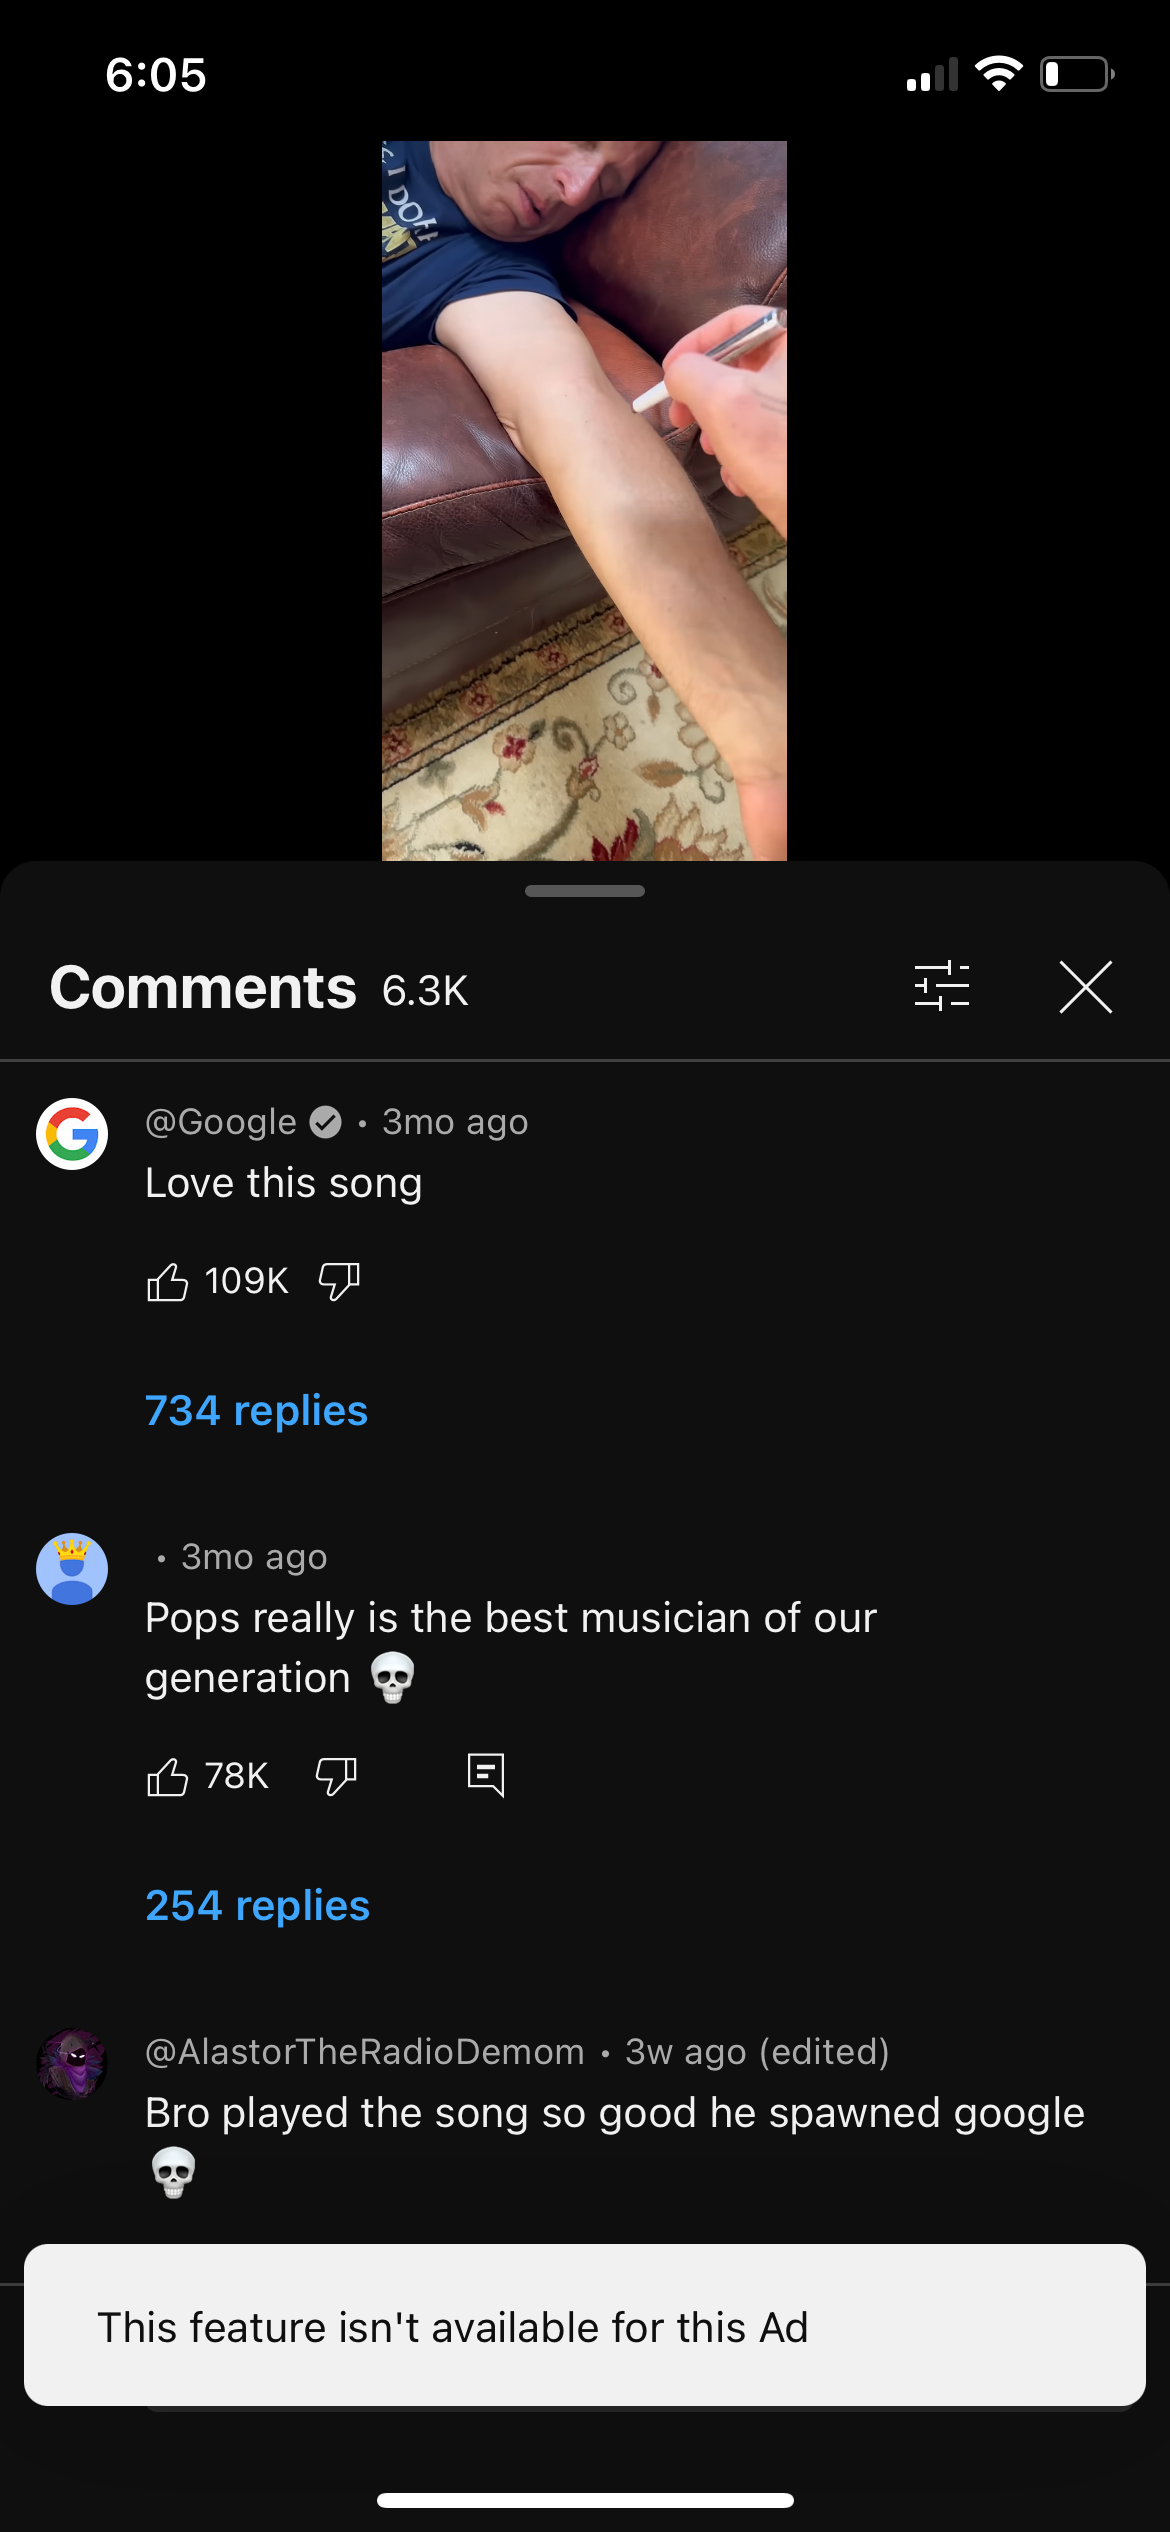 6:05
I DO
Comments 6.3K
@Google • 3mo ago
Love this song
109K
734 replies
• 3mo ago
Pops really is the best musician of our
generation 💀
78K
254 replies
@AlastorTheRadioDemom • 3w ago (edited)
Bro played the song so good he spawned google
💀
This feature isn't available for this Ad